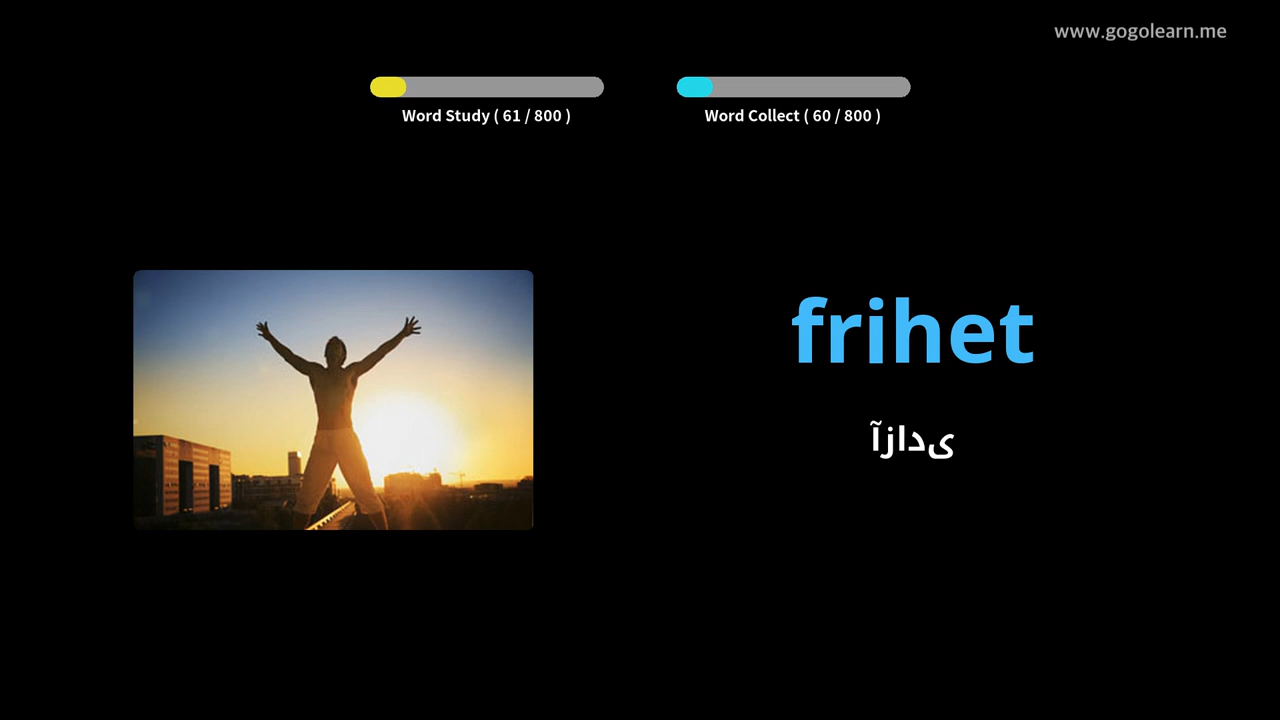 www.gogolearn.me
Word Study ( 61 / 800 )
Word Collect ( 60 / 800 )
frihet
آزادی